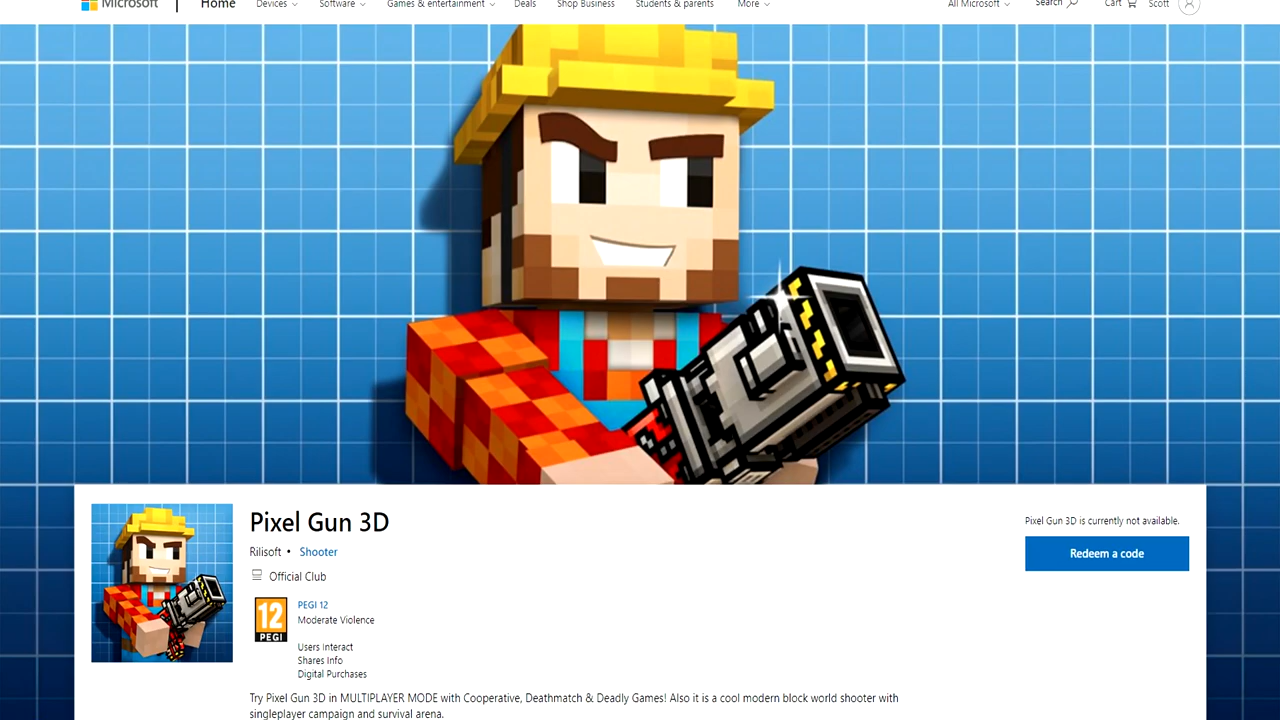 Microsoft Home Devices Software Games & entertainment Deals Shop Business Students & parents More All Microsoft Search Cart Scott
Pixel Gun 3D
Pixel Gun 3D is currently not available.
Rilisoft • Shooter
Redeem a code
Official Club
12
PEGI
PEGI 12
Moderate Violence
Users Interact
Shares Info
Digital Purchases
Try Pixel Gun 3D in MULTIPLAYER MODE with Cooperative, Deathmatch & Deadly Games! Also it is a cool modern block world shooter with
singleplayer campaign and survival arena.